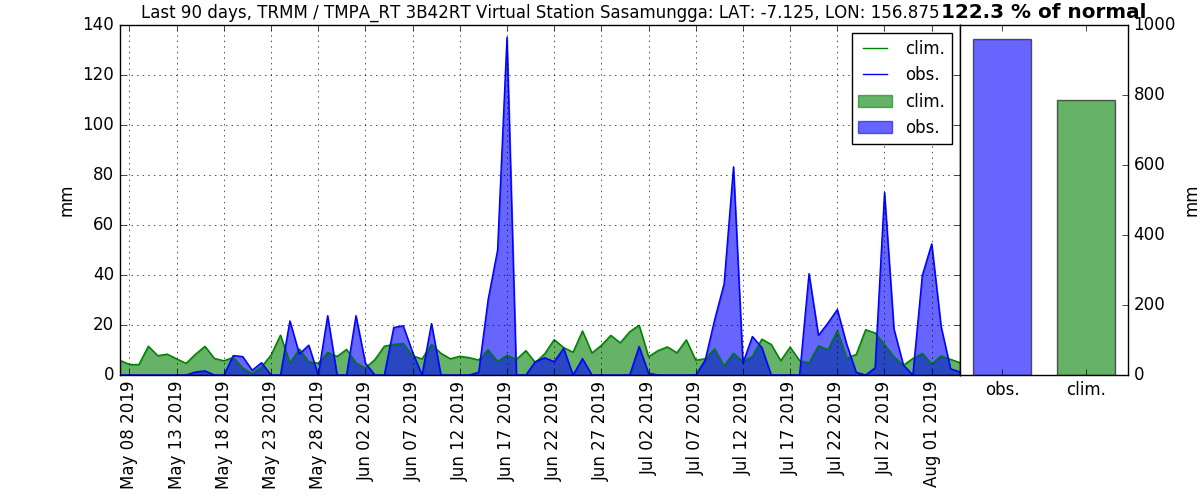 Last 90 days, TRMM / TMPA_RT 3B42RT Virtual Station Sasamungga: LAT: -7.125, LON: 156.875
122.3 % of normal
mm
140
120
100
80
60
40
20
0
clim.
obs.
clim.
obs.
May 08 2019
May 13 2019
May 18 2019
May 23 2019
May 28 2019
Jun 02 2019
Jun 07 2019
Jun 12 2019
Jun 17 2019
Jun 22 2019
Jun 27 2019
Jul 02 2019
Jul 07 2019
Jul 12 2019
Jul 17 2019
Jul 22 2019
Jul 27 2019
Aug 01 2019
1000
800
600
400
200
0
mm
obs.
clim.